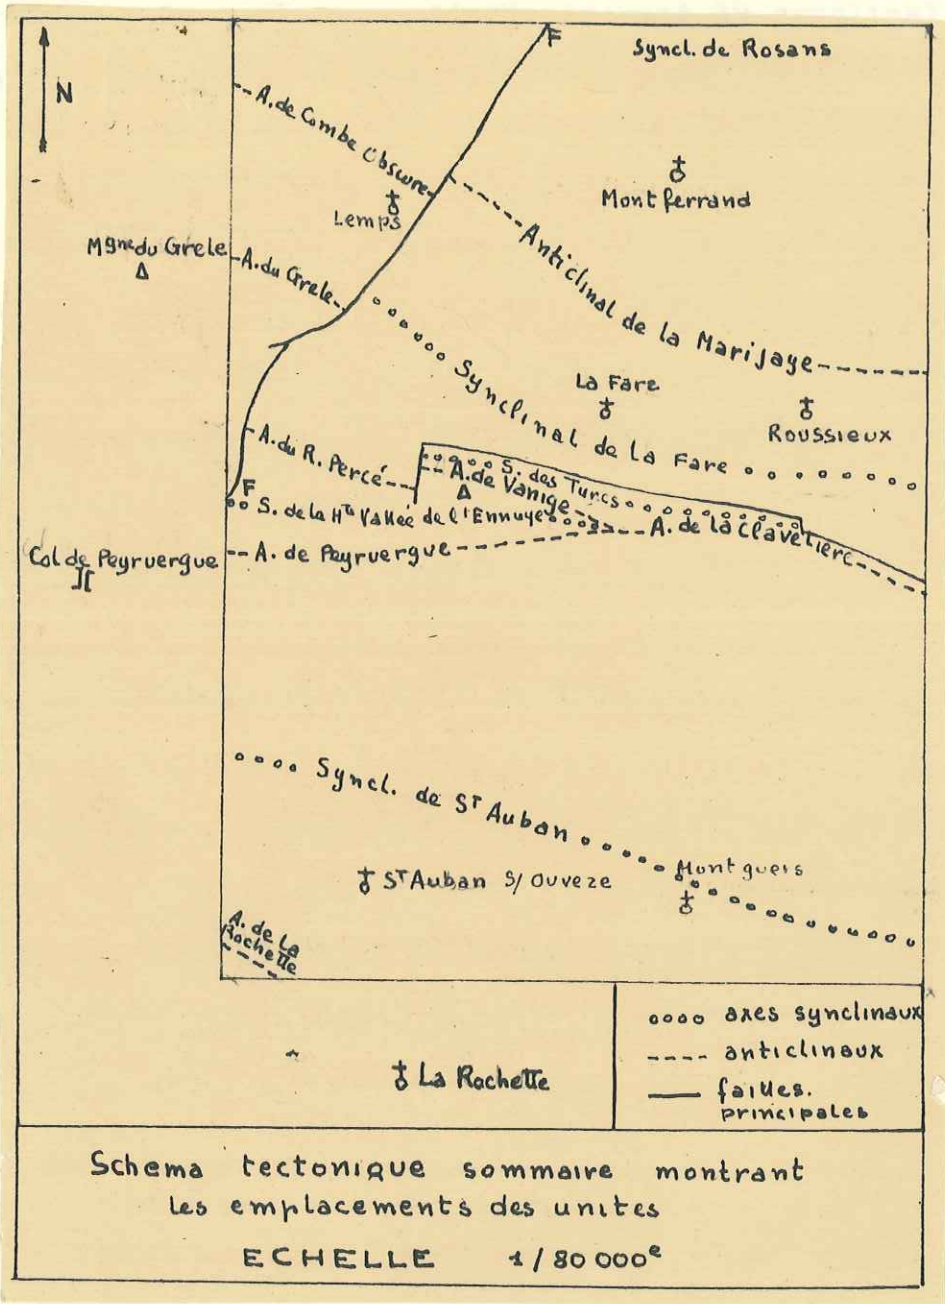 N
F
Syncl. de Rosans
A. de Combe Obscure
Montferrand
Lemps
Mgne du Grele
A. du Grele
Anticlinal de la Marijaye
Synclinal de la Fare
La Fare
Roussieux
A. du R. Percé
S. des Turcs
A. de Vanige
F
S. de la Hte Vallée de l'Ennuye
A. de la Clavetiere
Col de Peyruergue
A. de Peyruergue
Syncl. de St Auban
Montguers
St Auban s/ Ouveze
A. de La
Rochette
axes synclinaux
anticlinaux
failles.
principales
La Rochette
Schema tectonique sommaire montrant
les emplacements des unites
ECHELLE 1/80 000e